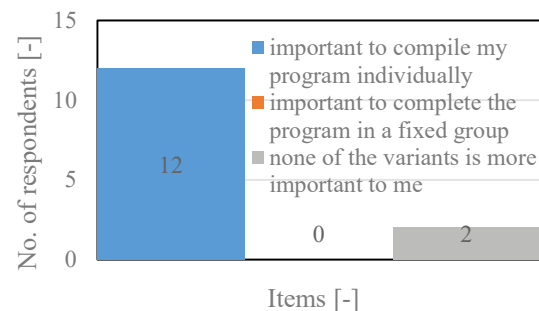 15
10
5
0
No. of respondents [-]
important to compile my
program individually
important to complete the
program in a fixed group
none of the variants is more
important to me
12
0
2
Items [-]